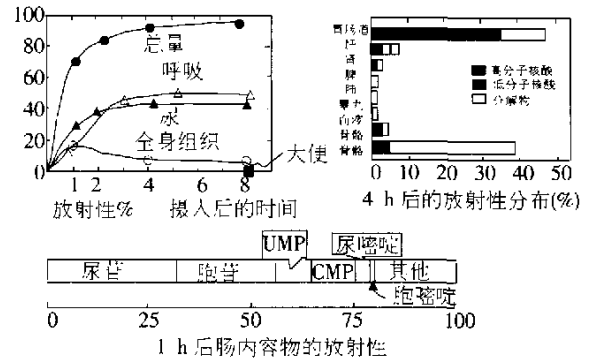 100
80
60
40
20
0
总量
呼吸
尿
全身组织
大便
1 2 4 6 8
放射性% 摄入后的时间
胃肠道
肝
肾
脾
肺
睾丸
血液
骨骼
骨骼
高分子核酸
低分子核酸
分解物
0 10 20 30 40 50
4 h后的放射性分布(%)
UMP
尿嘧啶
尿苷 胞苷 CMP 其他
胞嘧啶
0 25 50 75 100
1 h后肠内容物的放射性